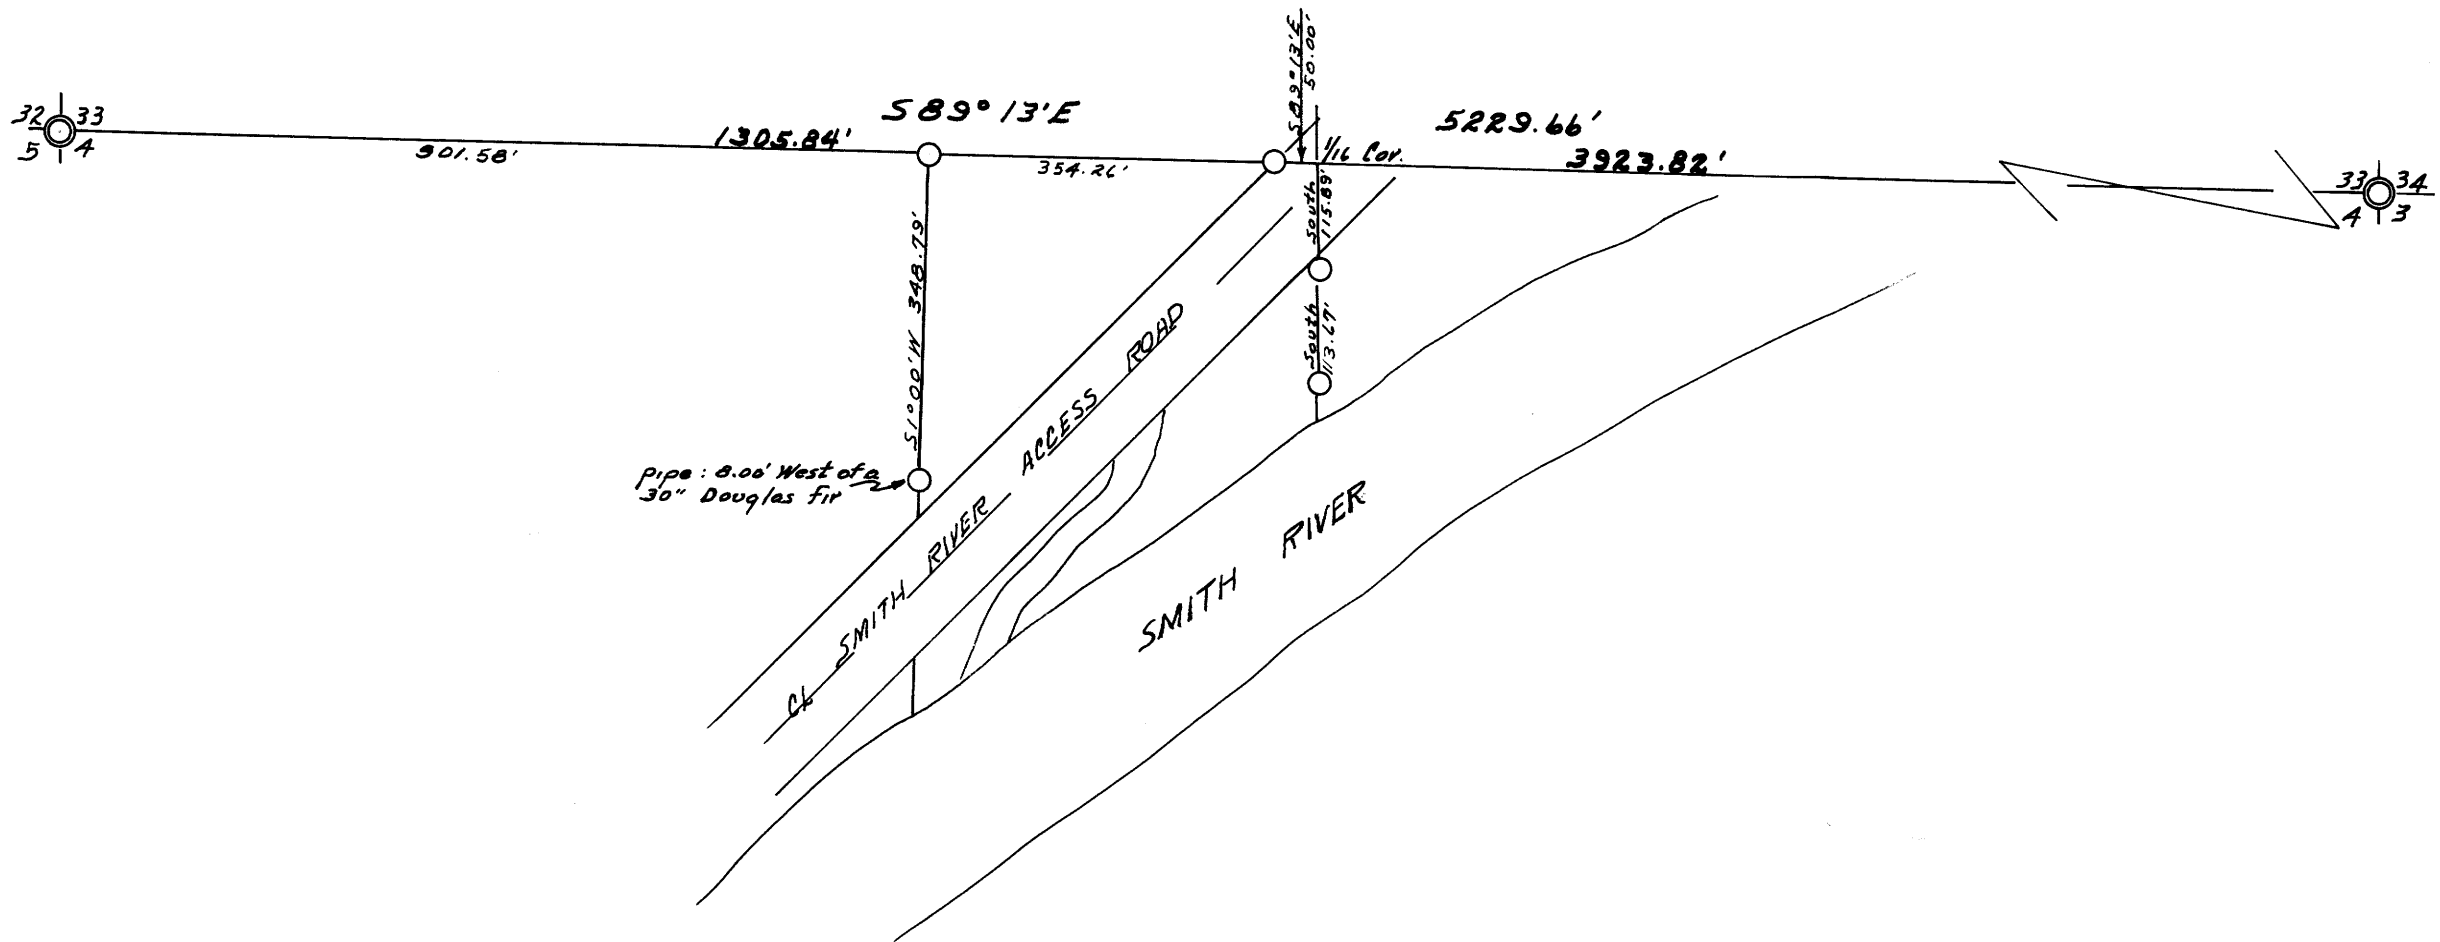 S89°13'E
50.00'
S89°13'E
5229.66'
32 33
5 4
1305.84'
901.58'
354.26'
1/16 Cor.
3923.82'
33 34
4 3
South
115.89'
S1°00'W 348.79'
South
113.67'
pipe: 8.00' West of a
30" Douglas fir
CL SMITH RIVER ACCESS ROAD
SMITH RIVER